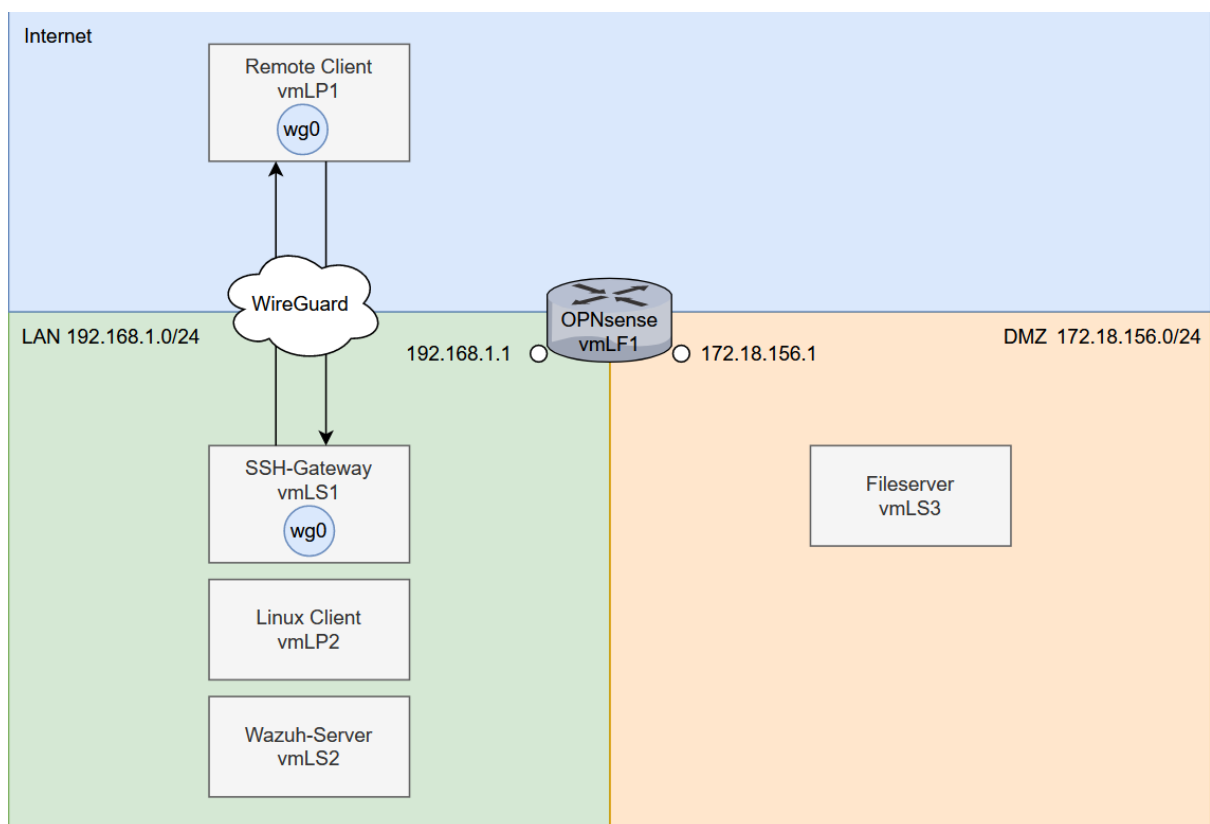 Internet
Remote Client
vmLP1
wg0
WireGuard
OPNsense
vmLF1
LAN 192.168.1.0/24
192.168.1.1
172.18.156.1
DMZ 172.18.156.0/24
SSH-Gateway
vmLS1
wg0
Fileserver
vmLS3
Linux Client
vmLP2
Wazuh-Server
vmLS2